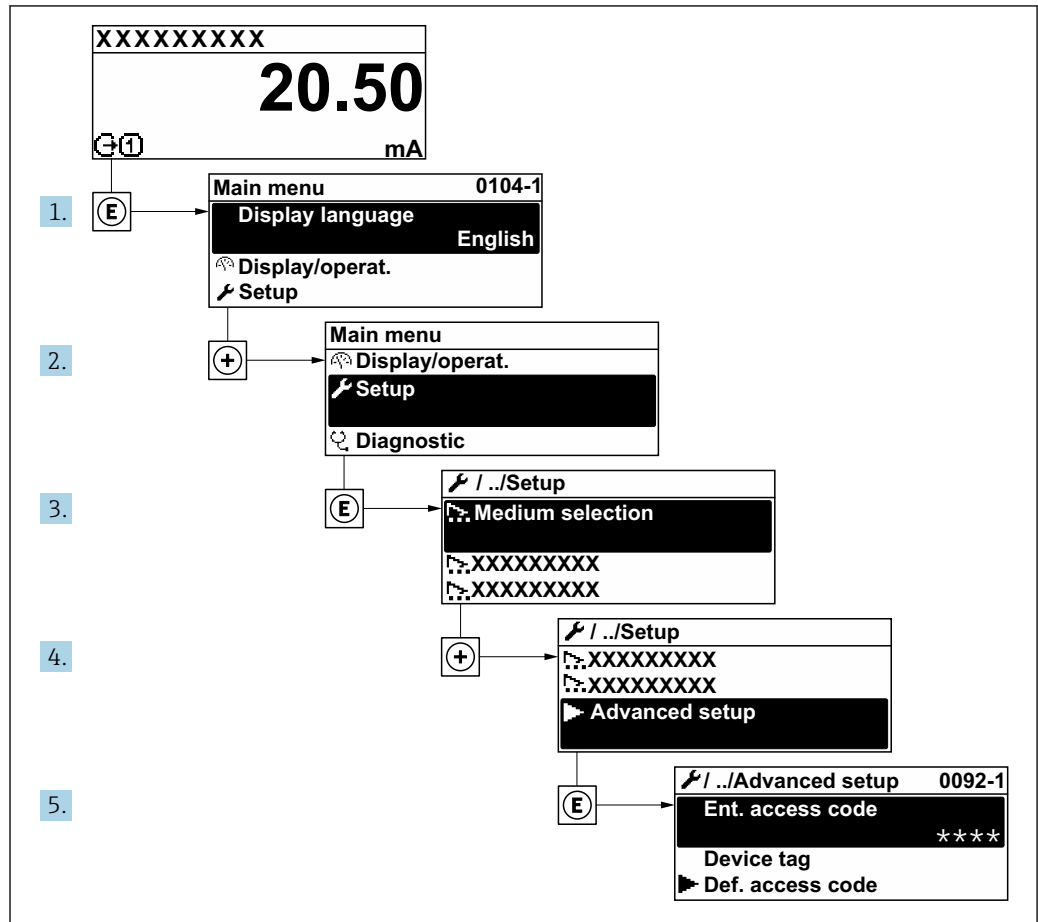 XXXXXXXXX
20.50
1 mA
1. E
Main menu 0104-1
Display language
English
Display/operat.
Setup
2. +
Main menu
Display/operat.
Setup
Diagnostic
3. E
/ ../Setup
Medium selection
XXXXXXXXX
XXXXXXXXX
4. +
/ ../Setup
XXXXXXXXX
XXXXXXXXX
Advanced setup
5. E
/ ../Advanced setup 0092-1
Ent. access code
****
Device tag
Def. access code